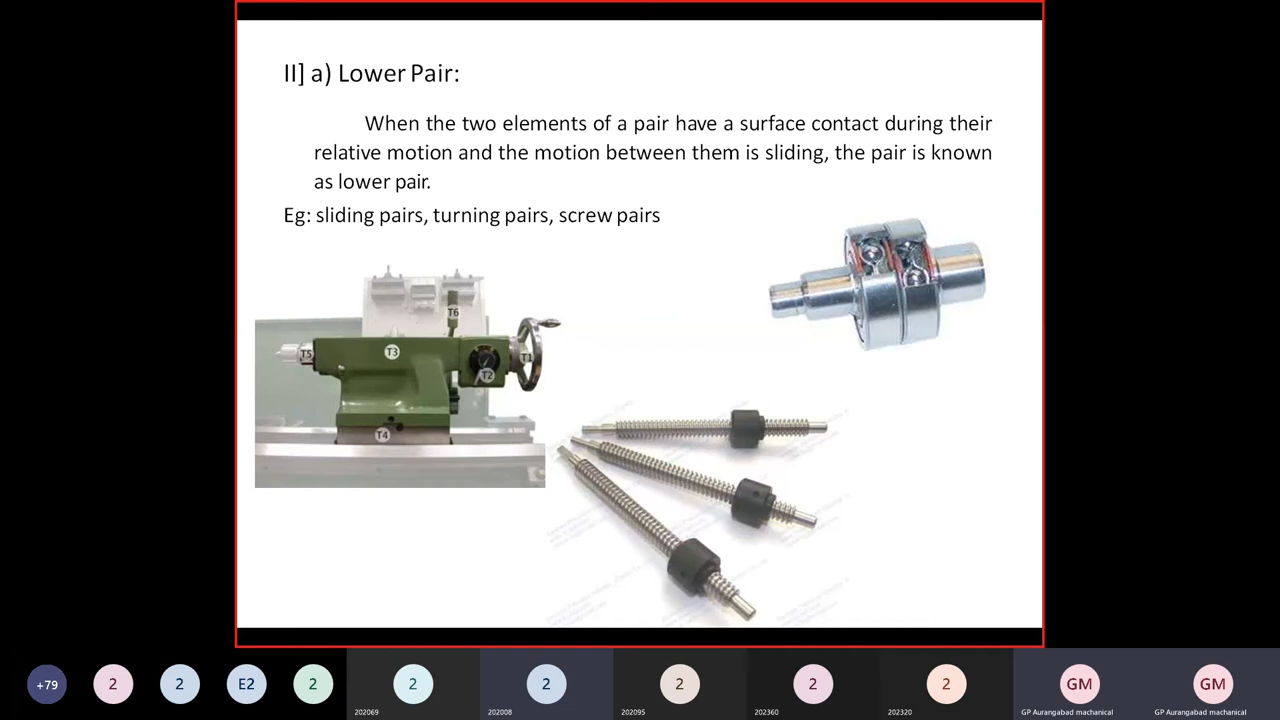 II] a) Lower Pair:
When the two elements of a pair have a surface contact during their
relative motion and the motion between them is sliding, the pair is known
as lower pair.
Eg: sliding pairs, turning pairs, screw pairs
T6
T5
T3
T1
T2
T4
+79
2
2
E2
2
2
2
2
2
2
GM
GM
202069
202008
202095
202360
202320
GP Aurangabad machanical
GP Aurangabad machanical